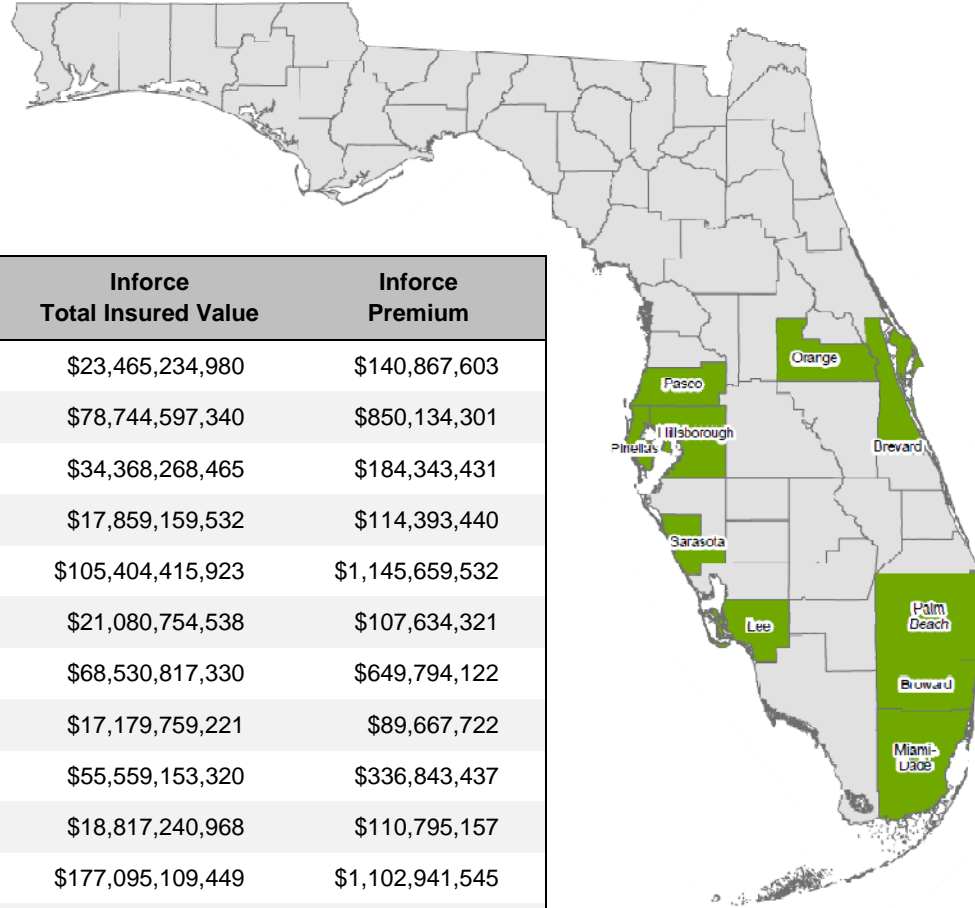 Inforce Inforce
Total Insured Value Premium
$23,465,234,980 $140,867,603
$78,744,597,340 $850,134,301
$34,368,268,465 $184,343,431
$17,859,159,532 $114,393,440
$105,404,415,923 $1,145,659,532
$21,080,754,538 $107,634,321
$68,530,817,330 $649,794,122
$17,179,759,221 $89,667,722
$55,559,153,320 $336,843,437
$18,817,240,968 $110,795,157
$177,095,109,449 $1,102,941,545
Orange
Pasco
Hillsborough
Pinellas
Brevard
Sarasota
Lee
Palm
Beach
Broward
Miami-
Dade